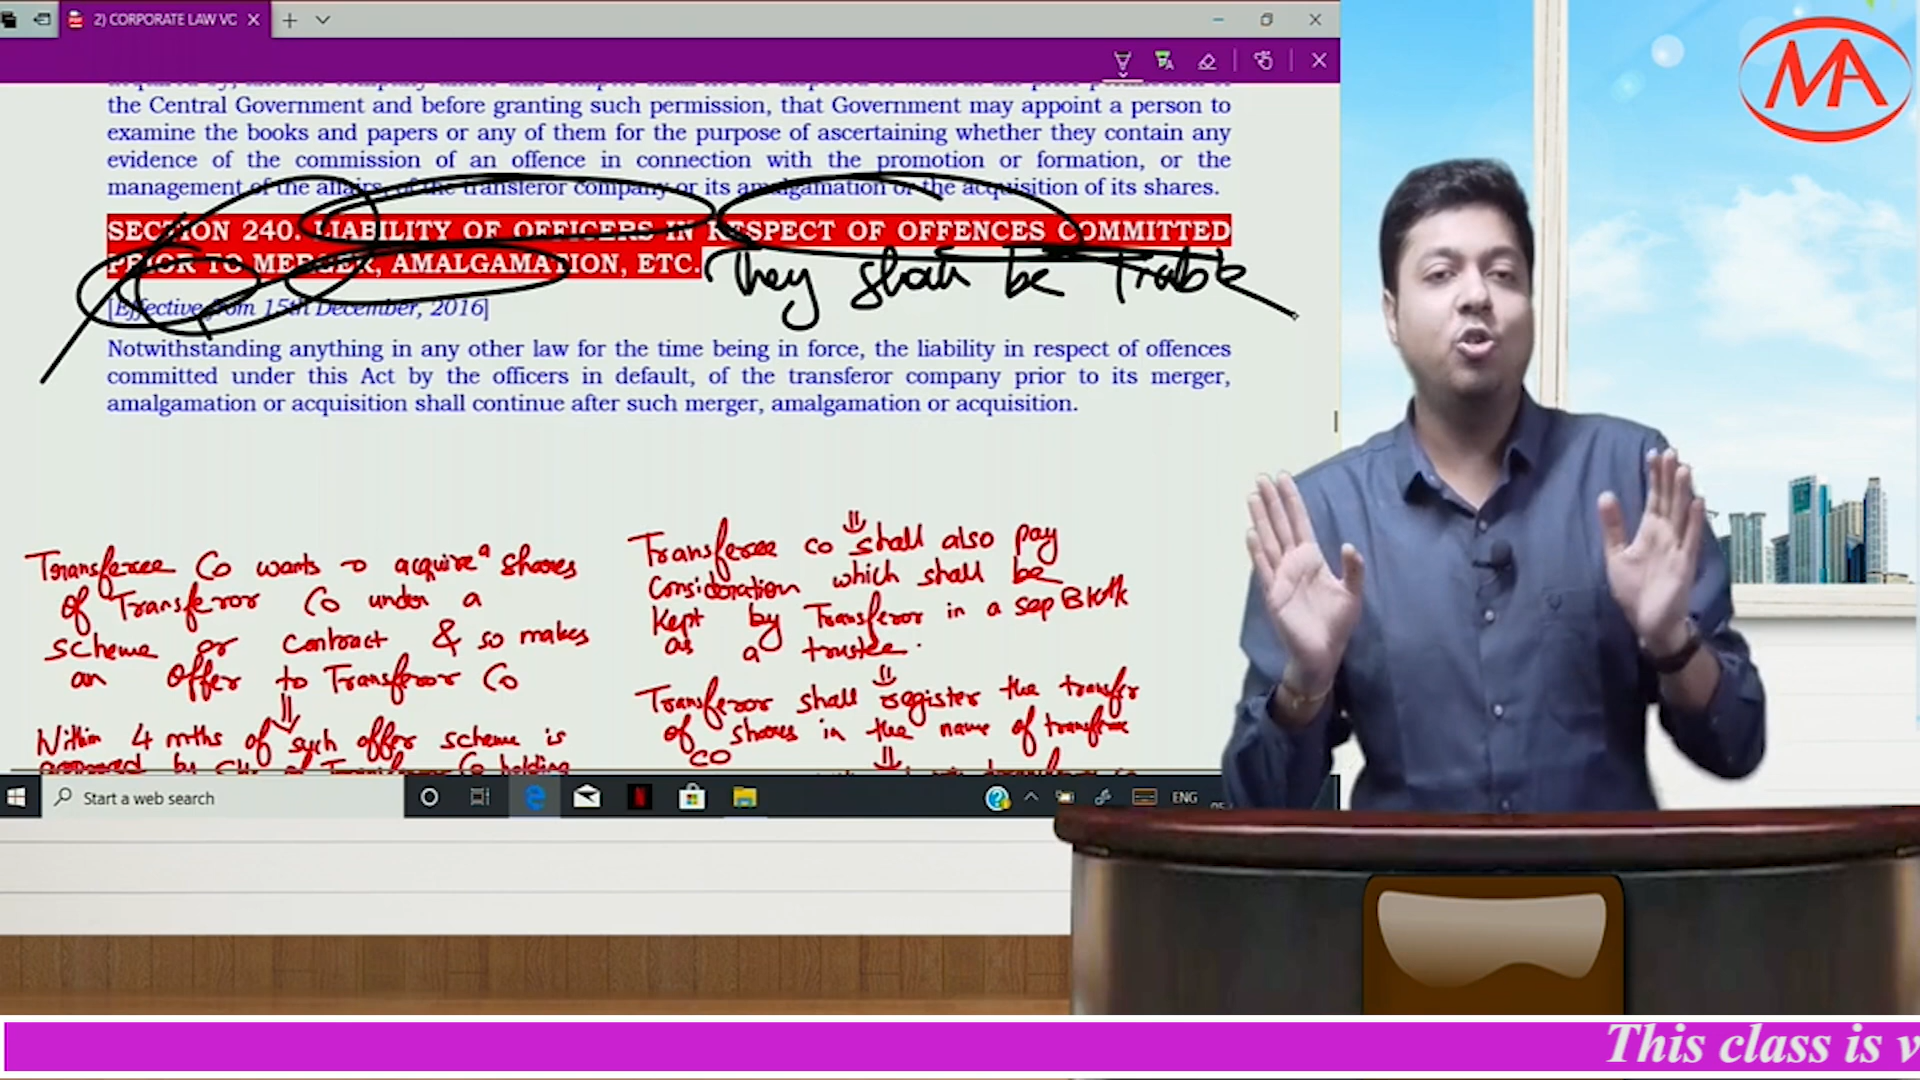 2) CORPORATE LAW VC
MA
the Central Government and before granting such permission, that Government may appoint a person to
examine the books and papers or any of them for the purpose of ascertaining whether they contain any
evidence of the commission of an offence in connection with the promotion or formation, or the
management of the affairs, of the transferor company or its amalgamation or the acquisition of its shares.
SECTION 240. LIABILITY OF OFFICERS IN RESPECT OF OFFENCES COMMITTED
PRIOR TO MERGER, AMALGAMATION, ETC.
They shall be
[Effective from 15th December, 2016]
Notwithstanding anything in any other law for the time being in force, the liability in respect of offences
committed under this Act by the officers in default, of the transferor company prior to its merger,
amalgamation or acquisition shall continue after such merger, amalgamation or acquisition.
Transferee Co wants to acquire shares
of Transferor Co under a
scheme or contract & so makes
an offer to Transferor Co
Within 4 mths of such offer scheme is
Transferee co shall also pay
Consideration which shall be
kept by Transferor in a sep
as a trustee.
Transferor shall register the transfer
of shares in the name of transferee
CO
Start a web search
ENG
This class is v